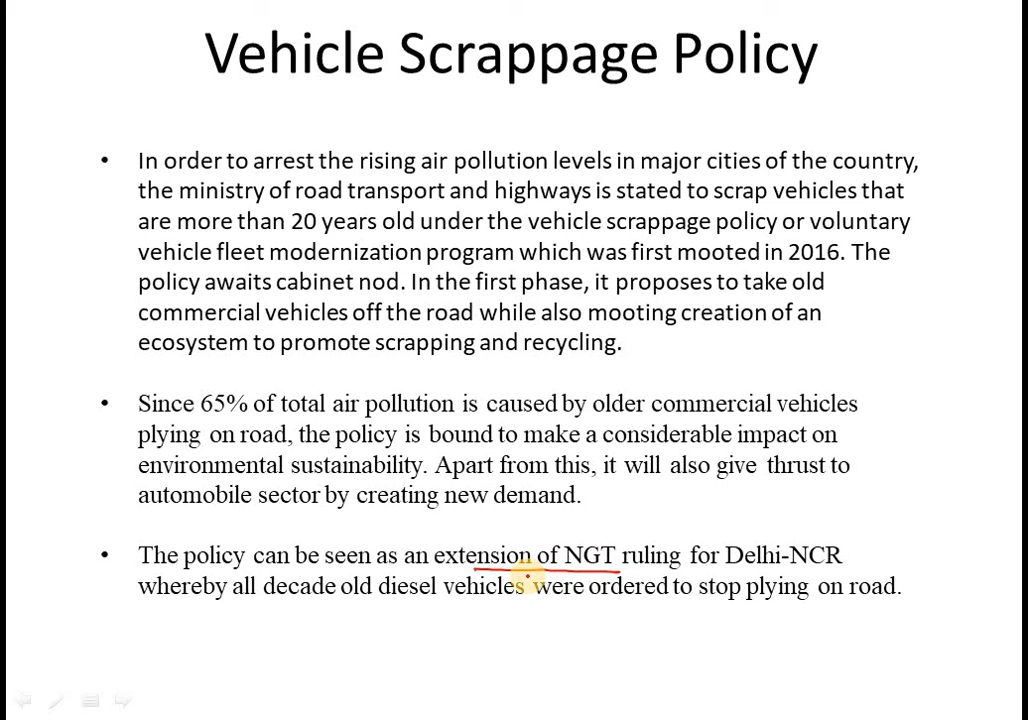 Vehicle Scrappage Policy
• In order to arrest the rising air pollution levels in major cities of the country,
the ministry of road transport and highways is stated to scrap vehicles that
are more than 20 years old under the vehicle scrappage policy or voluntary
vehicle fleet modernization program which was first mooted in 2016. The
policy awaits cabinet nod. In the first phase, it proposes to take old
commercial vehicles off the road while also mooting creation of an
ecosystem to promote scrapping and recycling.
• Since 65% of total air pollution is caused by older commercial vehicles
plying on road, the policy is bound to make a considerable impact on
environmental sustainability. Apart from this, it will also give thrust to
automobile sector by creating new demand.
• The policy can be seen as an extension of NGT ruling for Delhi-NCR
whereby all decade old diesel vehicles were ordered to stop plying on road.